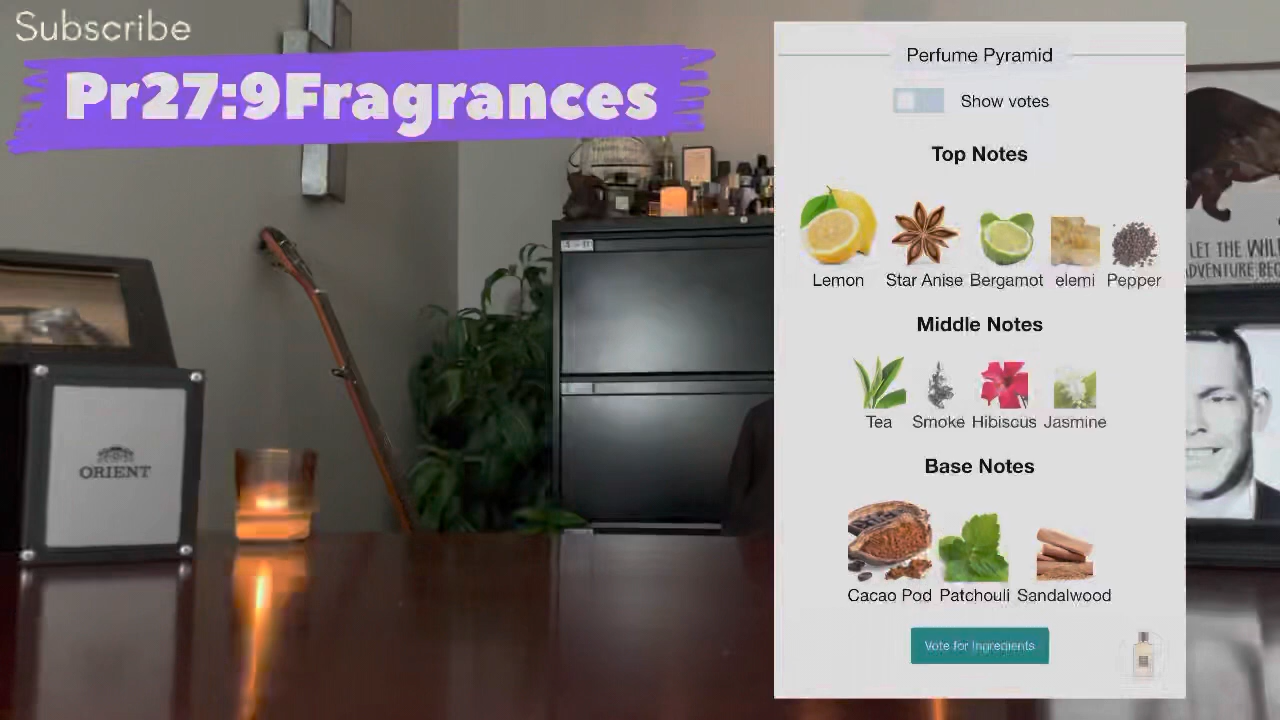 Subscribe
Pr27:9Fragrances
Perfume Pyramid
Show votes
Top Notes
Lemon Star Anise Bergamot elemi Pepper
Middle Notes
Tea Smoke Hibiscus Jasmine
Base Notes
Cacao Pod Patchouli Sandalwood
Vote for Ingredients
LET THE WIL
ADVENTURE BEG
ORIENT